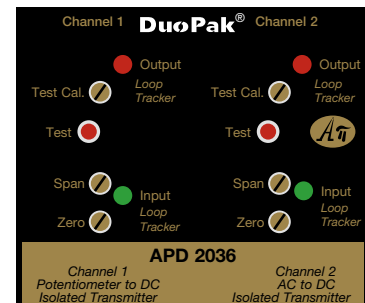 Channel 1 DuoPak® Channel 2
Output Output
Test Cal. Loop Tracker Test Cal. Loop Tracker
Test Test Aπ
Span Span
Input Input
Loop Tracker Loop Tracker
Zero Zero
APD 2036
Channel 1 Channel 2
Potentiometer to DC AC to DC
Isolated Transmitter Isolated Transmitter